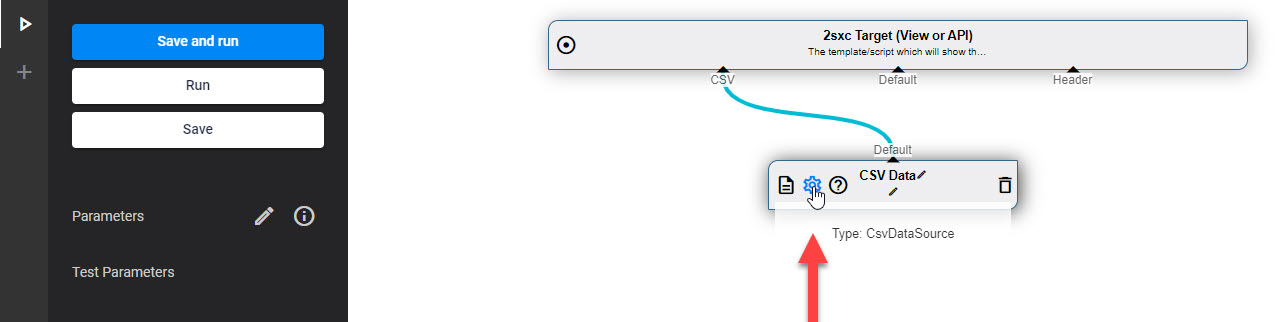 Save and run
Run
Save
Parameters
Test Parameters
2sxc Target (View or API)
The template/script which will show th...
CSV
Default
Header
Default
CSV Data
Type: CsvDataSource